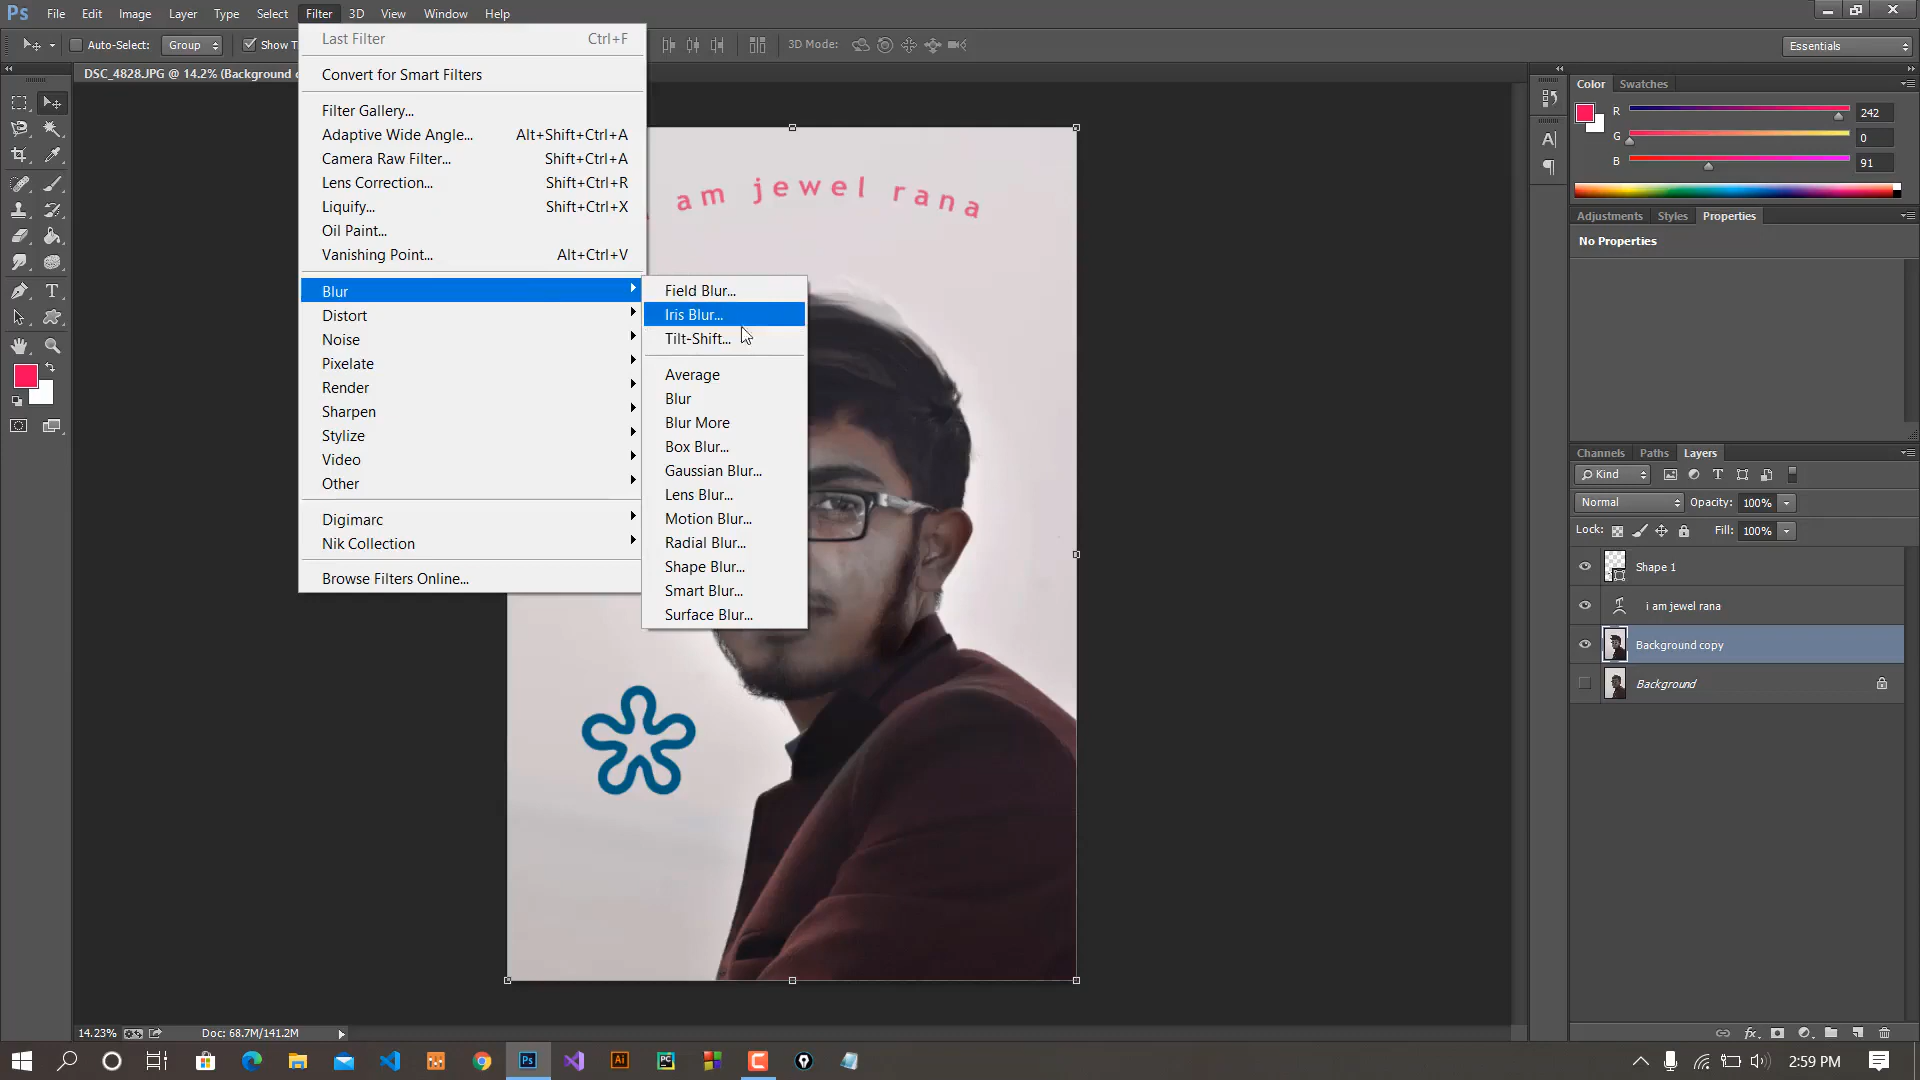 Ps File Edit Image Layer Type Select Filter 3D View Window Help
Auto-Select: Group Show T 3D Mode: Essentials
DSC_4828.JPG @ 14.2% (Background
Last Filter Ctrl+F
Convert for Smart Filters
Filter Gallery...
Adaptive Wide Angle... Alt+Shift+Ctrl+A
Camera Raw Filter... Shift+Ctrl+A
Lens Correction... Shift+Ctrl+R
Liquify... Shift+Ctrl+X
Oil Paint...
Vanishing Point... Alt+Ctrl+V
Blur
Distort
Noise
Pixelate
Render
Sharpen
Stylize
Video
Other
Digimarc
Nik Collection
Browse Filters Online...
Field Blur...
Iris Blur...
Tilt-Shift...
Average
Blur
Blur More
Box Blur...
Gaussian Blur...
Lens Blur...
Motion Blur...
Radial Blur...
Shape Blur...
Smart Blur...
Surface Blur...
am jewel rana
Color Swatches
R 242
G 0
B 91
Adjustments Styles Properties
No Properties
Channels Paths Layers
Kind
Normal Opacity: 100%
Lock: Fill: 100%
Shape 1
i am jewel rana
Background copy
Background
14.23% Doc: 68.7M/141.2M
2:59 PM